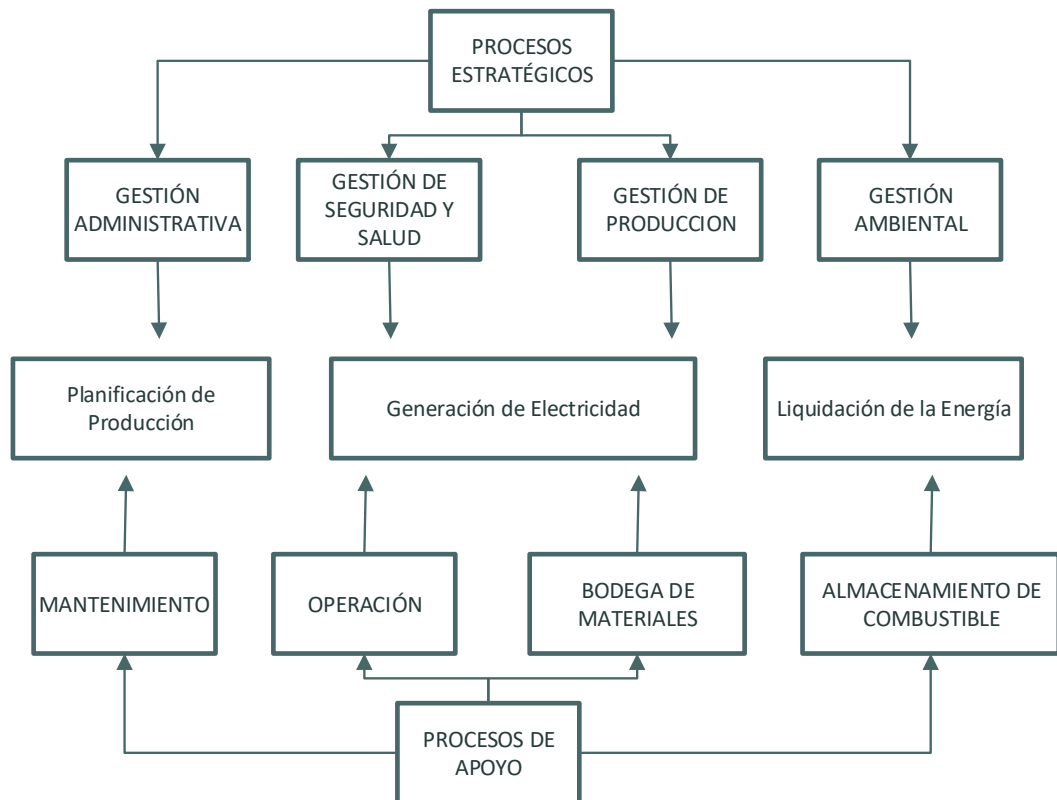 PROCESOS
ESTRATÉGICOS
GESTIÓN
ADMINISTRATIVA
GESTIÓN DE
SEGURIDAD Y
SALUD
GESTIÓN DE
PRODUCCION
GESTIÓN
AMBIENTAL
Planificación de
Producción
Generación de Electricidad
Liquidación de la Energía
MANTENIMIENTO
OPERACIÓN
BODEGA DE
MATERIALES
ALMACENAMIENTO DE
COMBUSTIBLE
PROCESOS DE
APOYO